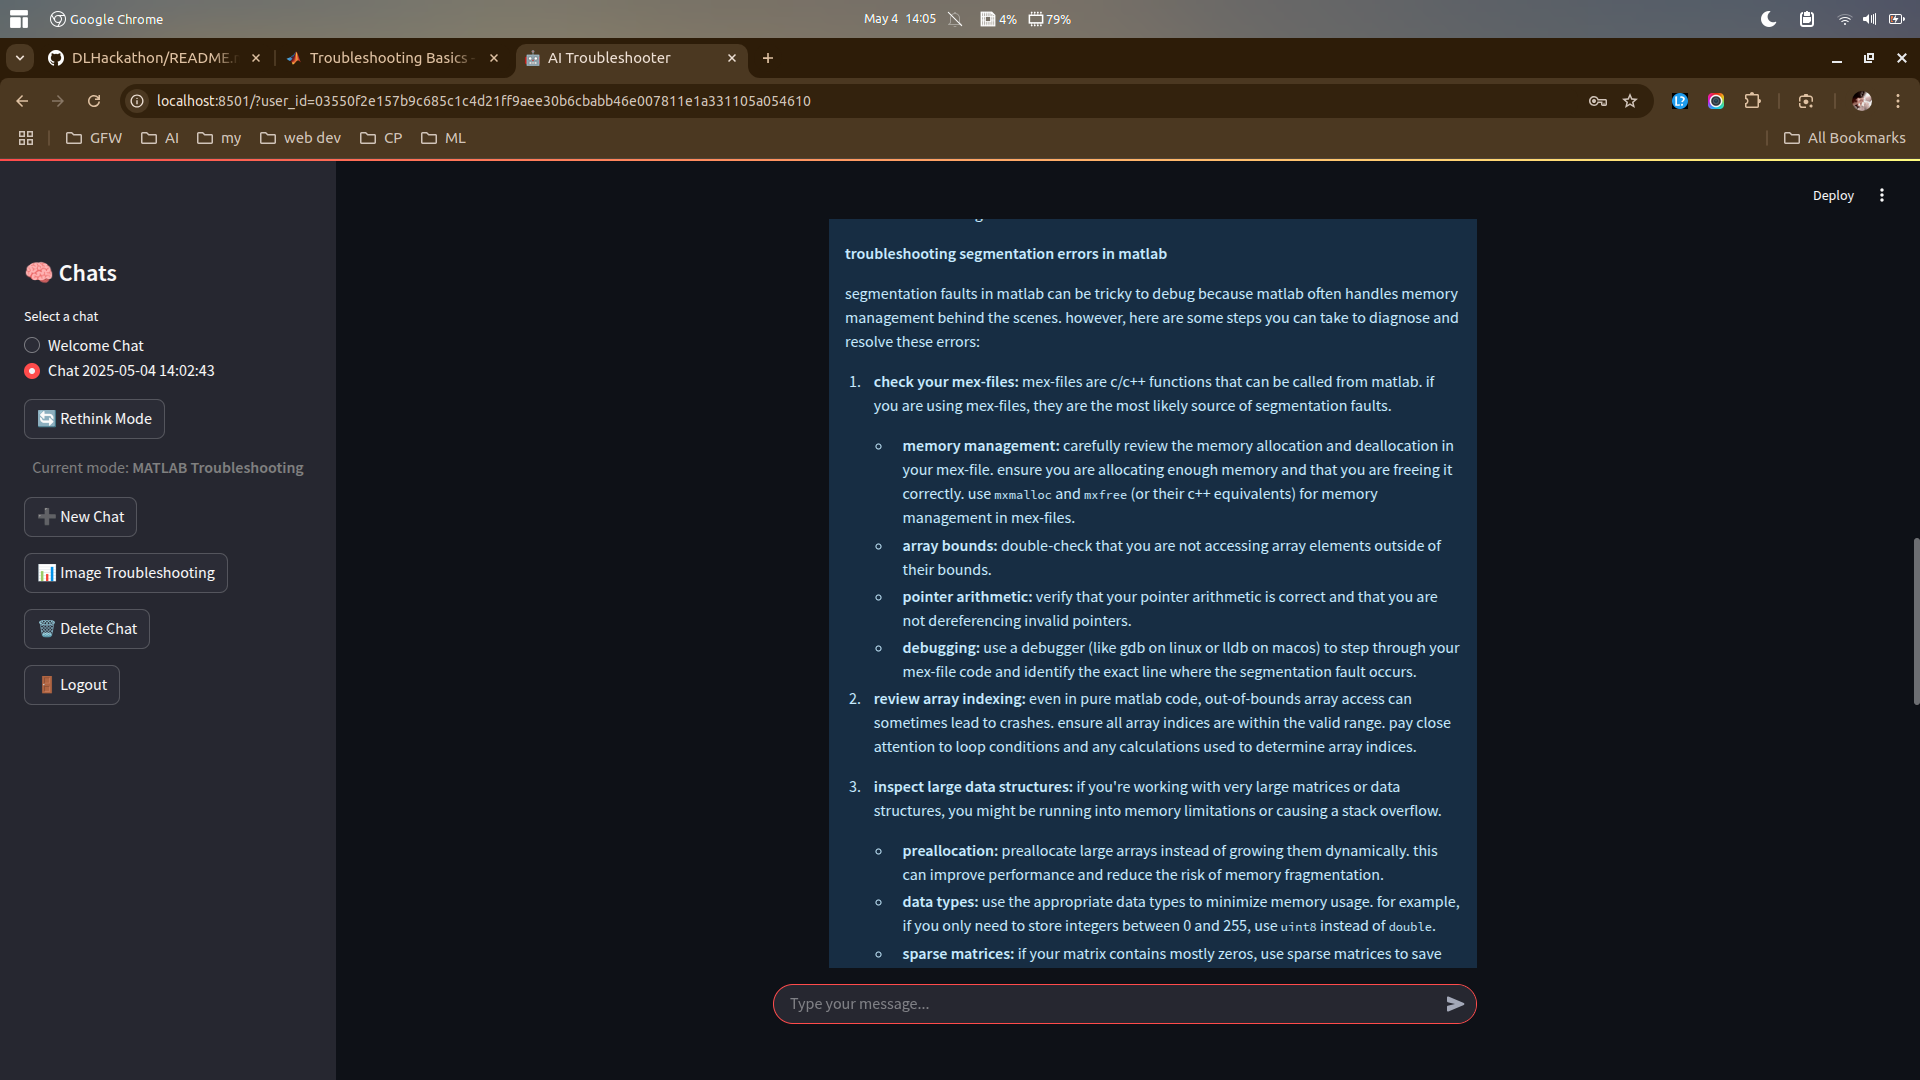 Google Chrome
May 4 14:05
4%
79%
DLHackathon/README.
Troubleshooting Basics
AI Troubleshooter
localhost:8501/?user_id=03550f2e157b9c685c1c4d21ff9aee30b6cbabb46e007811e1a331105a054610
GFW
AI
my
web dev
CP
ML
All Bookmarks
Deploy
🧠 Chats
Select a chat
Welcome Chat
Chat 2025-05-04 14:02:43
🔄 Rethink Mode
Current mode: MATLAB Troubleshooting
➕ New Chat
📊 Image Troubleshooting
🗑️ Delete Chat
🚪 Logout
troubleshooting segmentation errors in matlab
segmentation faults in matlab can be tricky to debug because matlab often handles memory
management behind the scenes. however, here are some steps you can take to diagnose and
resolve these errors:
1. check your mex-files: mex-files are c/c++ functions that can be called from matlab. if
you are using mex-files, they are the most likely source of segmentation faults.
memory management: carefully review the memory allocation and deallocation in
your mex-file. ensure you are allocating enough memory and that you are freeing it
correctly. use mxmalloc and mxfree (or their c++ equivalents) for memory
management in mex-files.
array bounds: double-check that you are not accessing array elements outside of
their bounds.
pointer arithmetic: verify that your pointer arithmetic is correct and that you are
not dereferencing invalid pointers.
debugging: use a debugger (like gdb on linux or lldb on macos) to step through your
mex-file code and identify the exact line where the segmentation fault occurs.
2. review array indexing: even in pure matlab code, out-of-bounds array access can
sometimes lead to crashes. ensure all array indices are within the valid range. pay close
attention to loop conditions and any calculations used to determine array indices.
3. inspect large data structures: if you're working with very large matrices or data
structures, you might be running into memory limitations or causing a stack overflow.
preallocation: preallocate large arrays instead of growing them dynamically. this
can improve performance and reduce the risk of memory fragmentation.
data types: use the appropriate data types to minimize memory usage. for example,
if you only need to store integers between 0 and 255, use uint8 instead of double.
sparse matrices: if your matrix contains mostly zeros, use sparse matrices to save
Type your message...